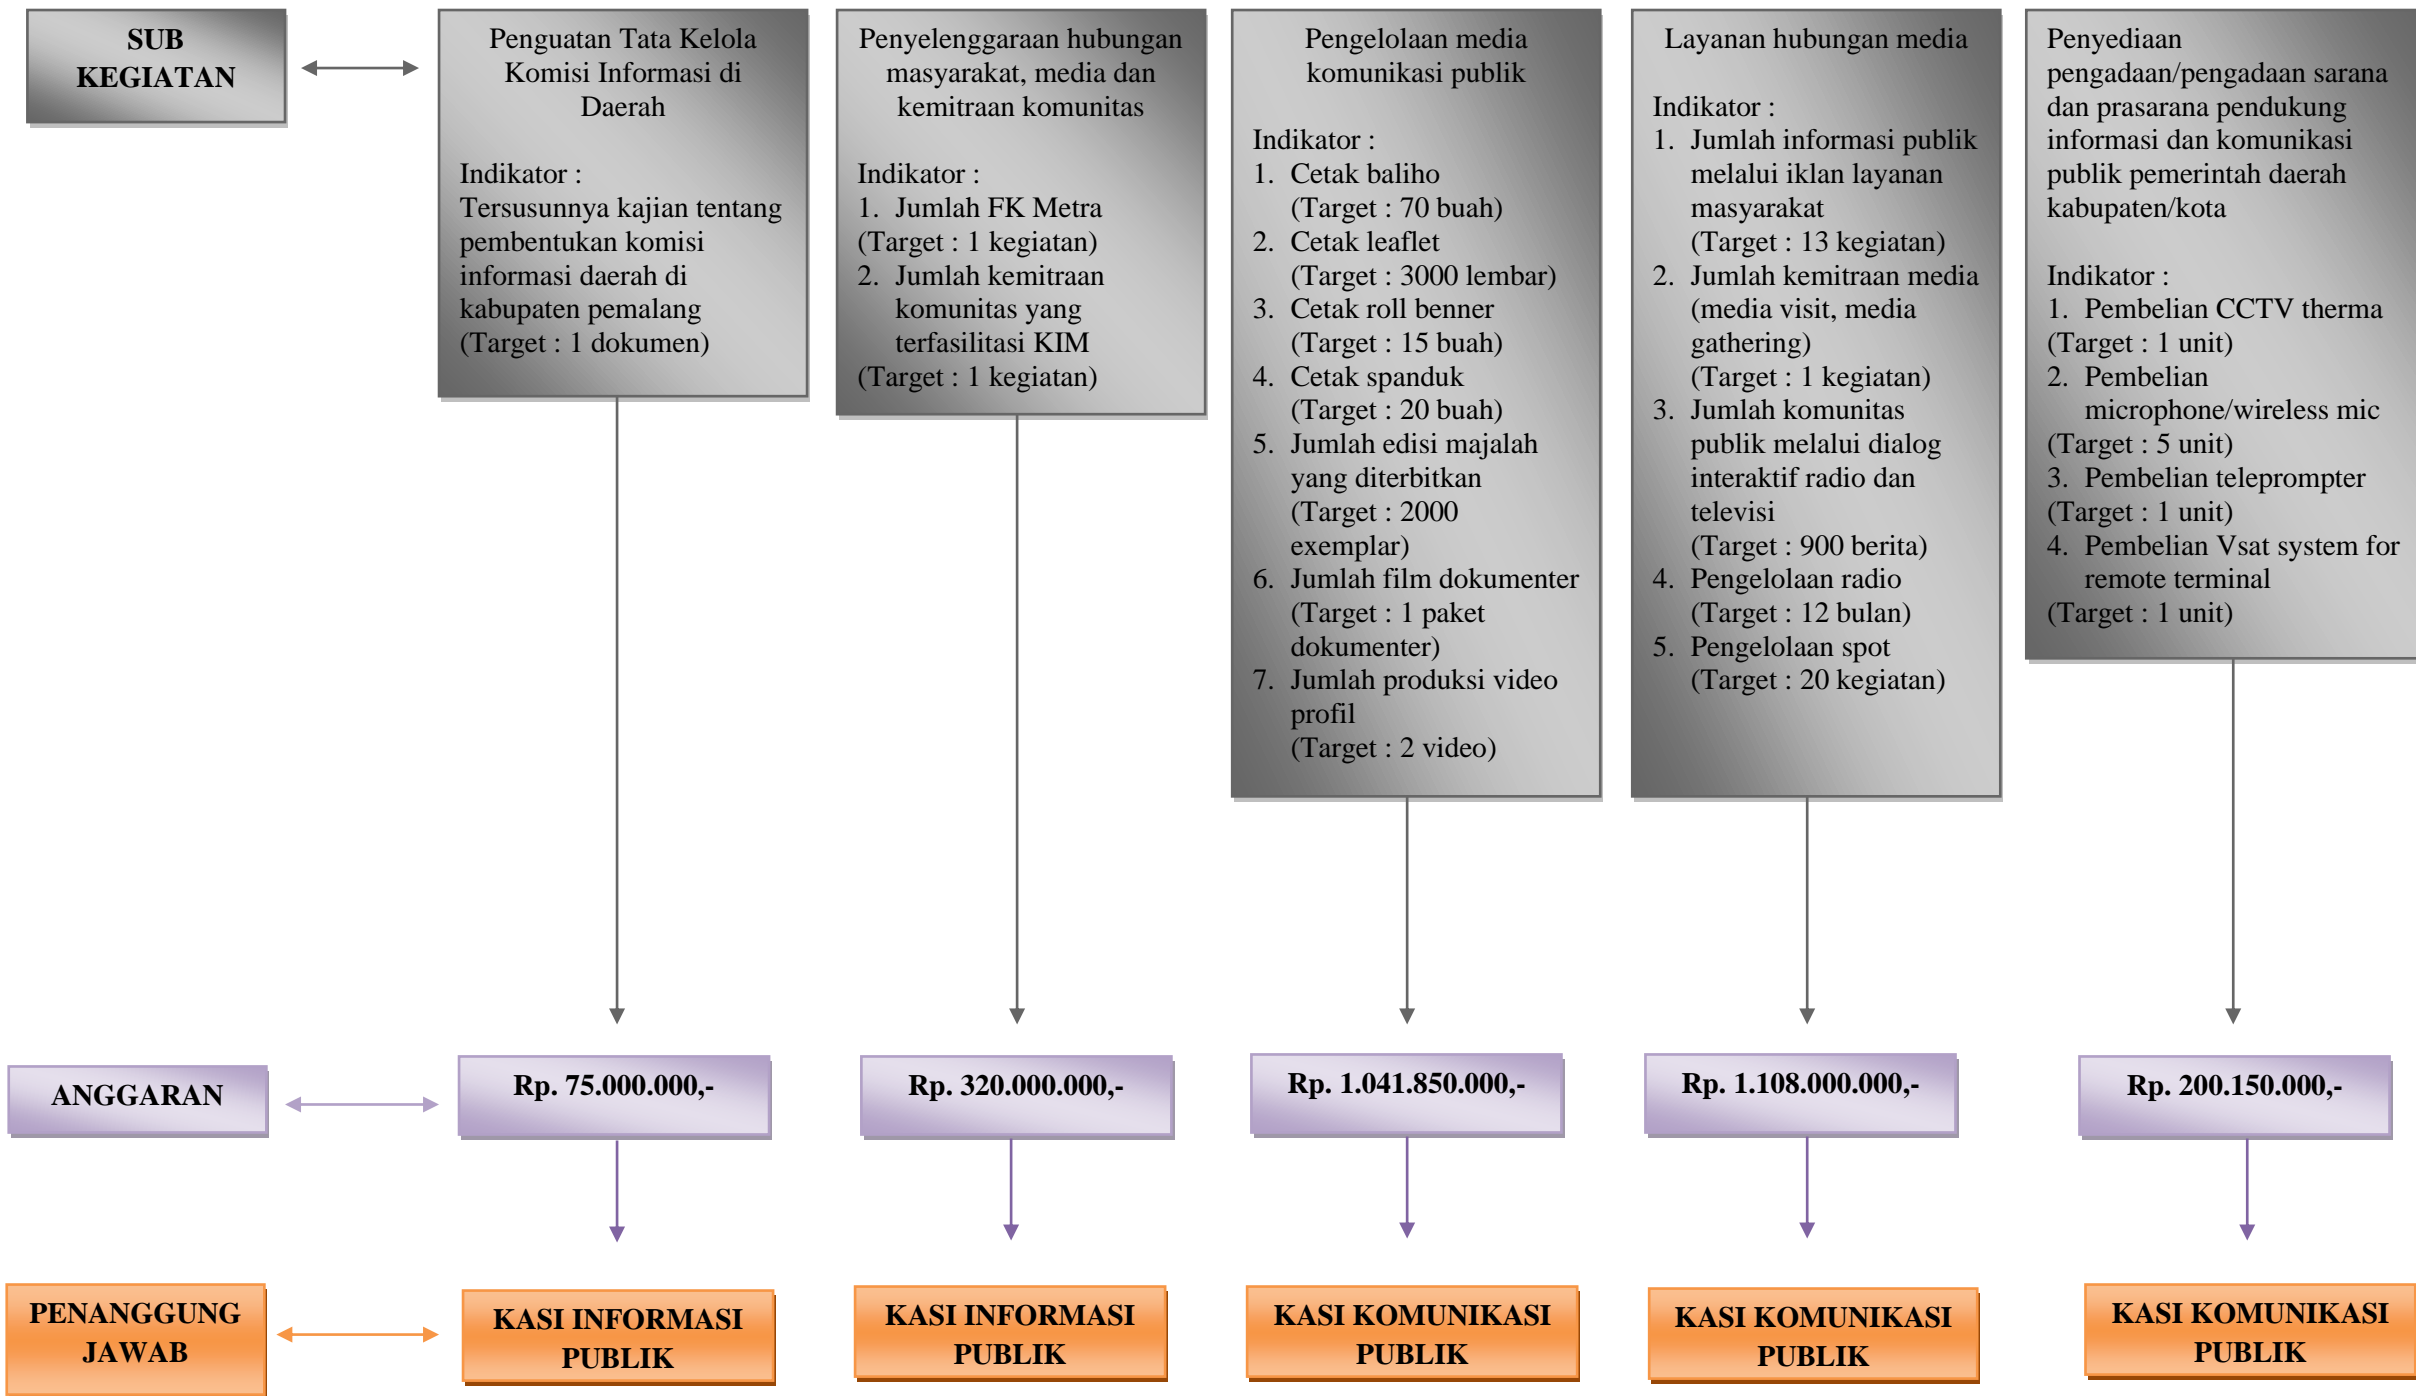 SUB
KEGIATAN
Penguatan Tata Kelola
Komisi Informasi di
Daerah
Indikator :
Tersusunnya kajian tentang
pembentukan komisi
informasi daerah di
kabupaten pemalang
(Target : 1 dokumen)
Penyelenggaraan hubungan
masyarakat, media dan
kemitraan komunitas
Indikator :
1. Jumlah FK Metra
(Target : 1 kegiatan)
2. Jumlah kemitraan
komunitas yang
terfasilitasi KIM
(Target : 1 kegiatan)
Pengelolaan media
komunikasi publik
Indikator :
1. Cetak baliho
(Target : 70 buah)
2. Cetak leaflet
(Target : 3000 lembar)
3. Cetak roll benner
(Target : 15 buah)
4. Cetak spanduk
(Target : 20 buah)
5. Jumlah edisi majalah
yang diterbitkan
(Target : 2000
exemplar)
6. Jumlah film dokumenter
(Target : 1 paket
dokumenter)
7. Jumlah produksi video
profil
(Target : 2 video)
Layanan hubungan media
Indikator :
1. Jumlah informasi publik
melalui iklan layanan
masyarakat
(Target : 13 kegiatan)
2. Jumlah kemitraan media
(media visit, media
gathering)
(Target : 1 kegiatan)
3. Jumlah komunitas
publik melalui dialog
interaktif radio dan
televisi
(Target : 900 berita)
4. Pengelolaan radio
(Target : 12 bulan)
5. Pengelolaan spot
(Target : 20 kegiatan)
Penyediaan
pengadaan/pengadaan sarana
dan prasarana pendukung
informasi dan komunikasi
publik pemerintah daerah
kabupaten/kota
Indikator :
1. Pembelian CCTV therma
(Target : 1 unit)
2. Pembelian
microphone/wireless mic
(Target : 5 unit)
3. Pembelian teleprompter
(Target : 1 unit)
4. Pembelian Vsat system for
remote terminal
(Target : 1 unit)
ANGGARAN
Rp. 75.000.000,-
Rp. 320.000.000,-
Rp. 1.041.850.000,-
Rp. 1.108.000.000,-
Rp. 200.150.000,-
PENANGGUNG
JAWAB
KASI INFORMASI
PUBLIK
KASI INFORMASI
PUBLIK
KASI KOMUNIKASI
PUBLIK
KASI KOMUNIKASI
PUBLIK
KASI KOMUNIKASI
PUBLIK